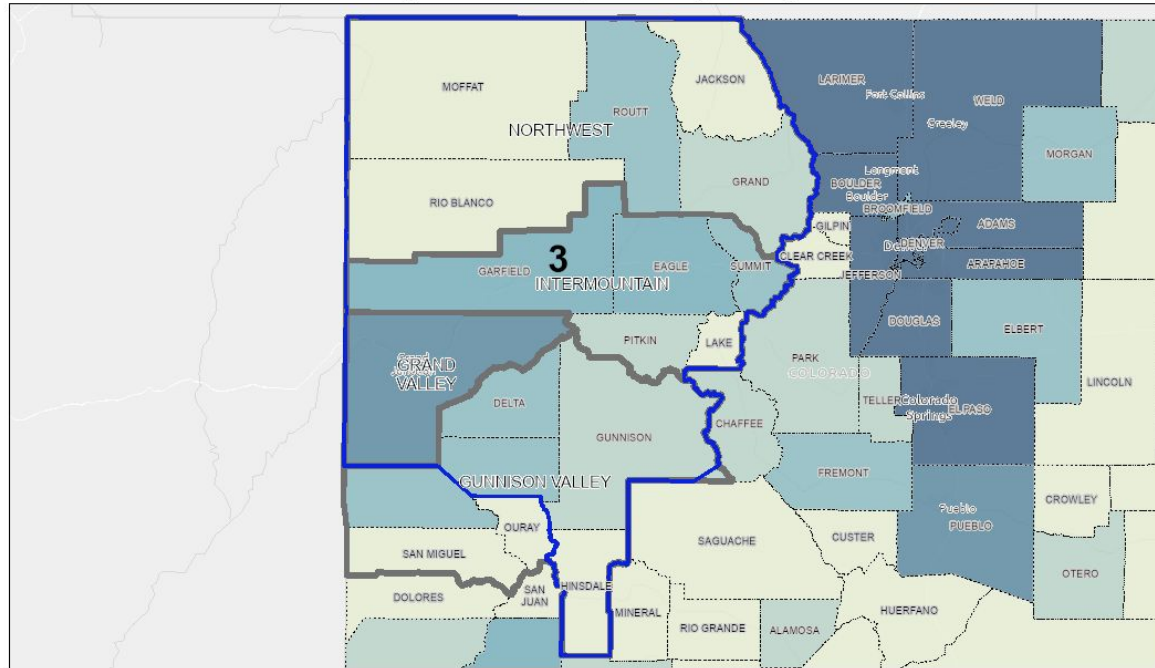 MOFFAT
JACKSON
LARIMER
Fort Collins
WELD
Greeley
ROUTT
NORTHWEST
MORGAN
Longmont
GRAND
BOULDER
Boulder
BROOMFIELD
RIO BLANCO
GILPIN
ADAMS
DENVER
CLEAR CREEK
3
GARFIELD
EAGLE
SUMMIT
JEFFERSON
ARAPAHOE
INTERMOUNTAIN
DOUGLAS
ELBERT
PITKIN
LAKE
PARK
GRAND
VALLEY
COLORADO
LINCOLN
TELLER
Colorado
Springs
EL PASO
DELTA
CHAFFEE
GUNNISON
FREMONT
GUNNISON VALLEY
CROWLEY
Pueblo
PUEBLO
OURAY
CUSTER
SAGUACHE
SAN MIGUEL
OTERO
HINSDALE
SAN
JUAN
DOLORES
MINERAL
HUERFANO
RIO GRANDE
ALAMOSA